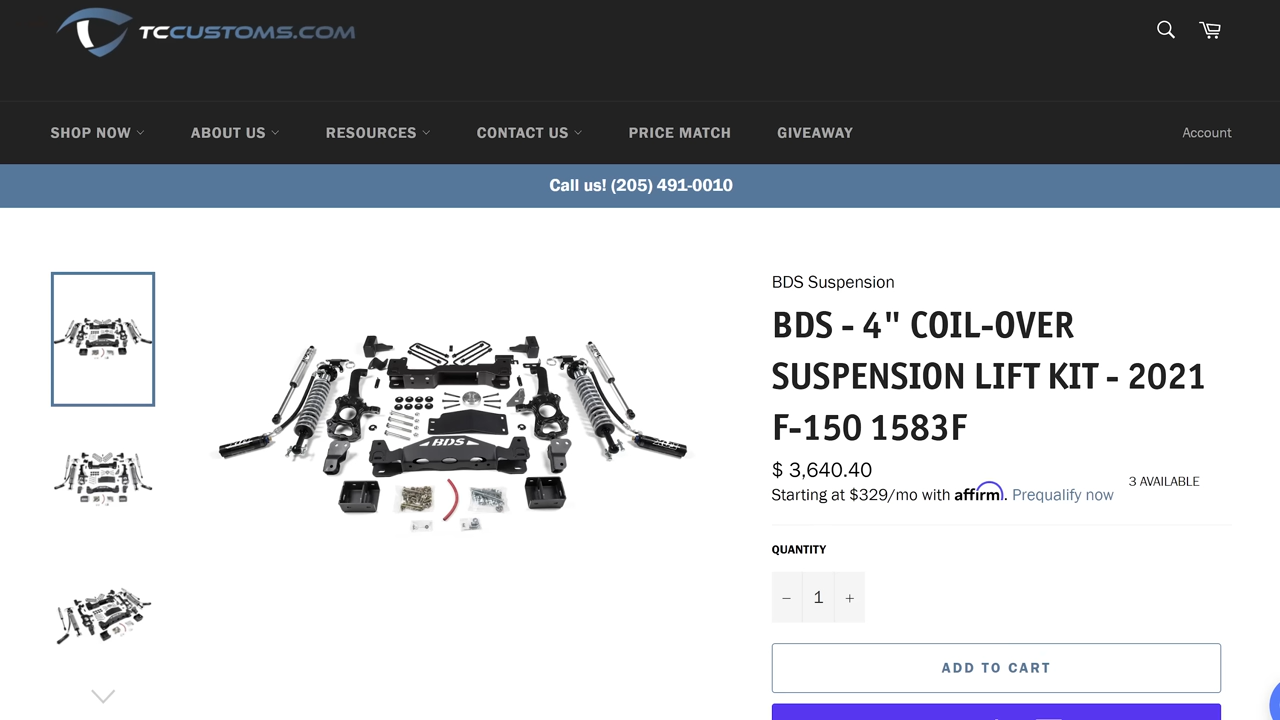 TCCUSTOMS.COM
SHOP NOW
ABOUT US
RESOURCES
CONTACT US
PRICE MATCH
GIVEAWAY
Account
Call us! (205) 491-0010
BDS Suspension
BDS - 4" COIL-OVER
SUSPENSION LIFT KIT - 2021
F-150 1583F
$ 3,640.40
Starting at $329/mo with affirm. Prequalify now
3 AVAILABLE
QUANTITY
− 1 +
ADD TO CART
BDS